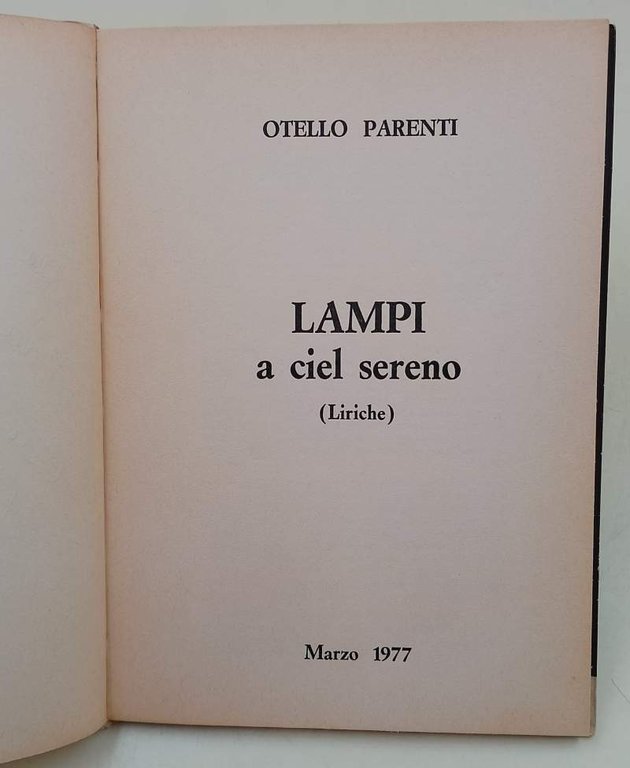 OTELLO PARENTI
LAMPI
a ciel sereno
(Liriche)
Marzo 1977